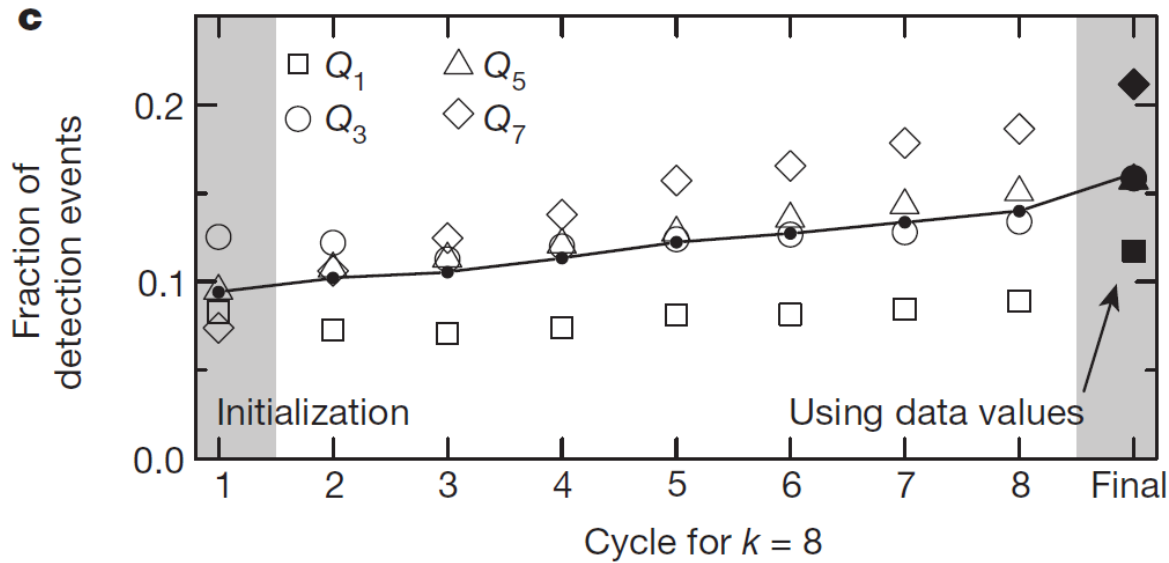 c
Fraction of
detection events
0.2
0.1
0.0
Q1 Q5
Q3 Q7
Initialization
Using data values
1 2 3 4 5 6 7 8 Final
Cycle for k = 8